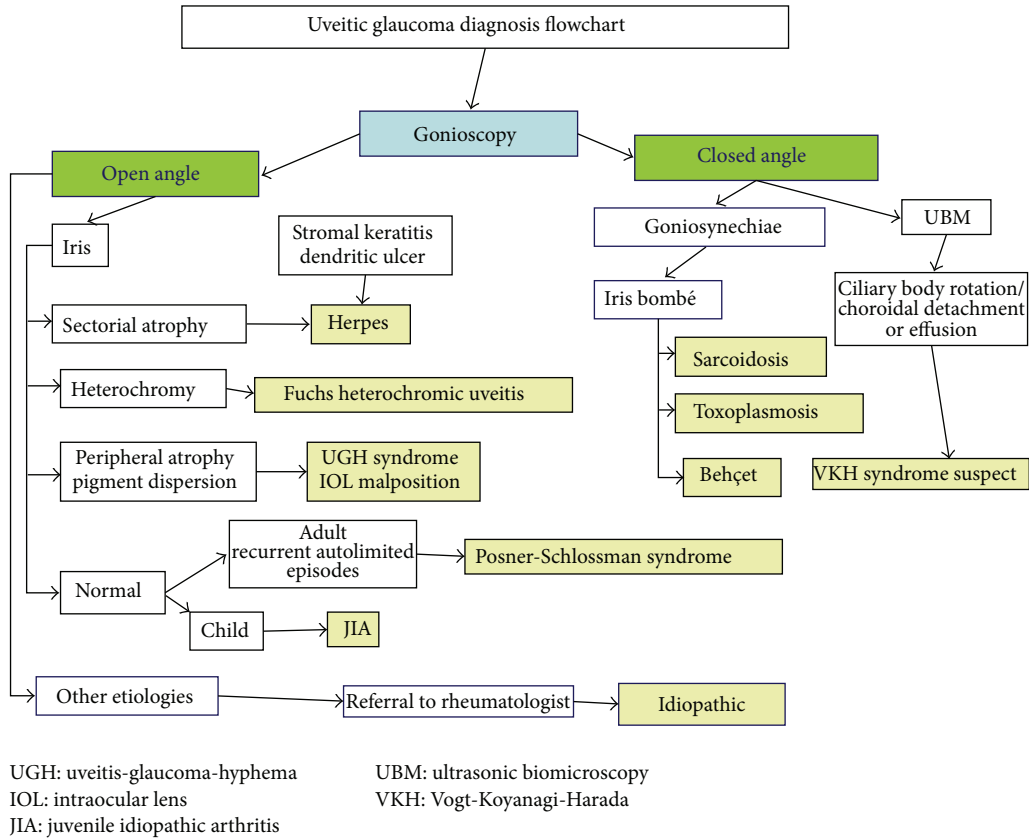 Uveitic glaucoma diagnosis flowchart
Gonioscopy
Open angle
Closed angle
Iris
Stromal keratitis
dendritic ulcer
Goniosynechiae
UBM
Sectorial atrophy
Herpes
Iris bombé
Ciliary body rotation/
choroidal detachment
or effusion
Sarcoidosis
Heterochromy
Fuchs heterochromic uveitis
Toxoplasmosis
Peripheral atrophy
pigment dispersion
UGH syndrome
IOL malposition
Behçet
VKH syndrome suspect
Adult
recurrent autolimited
episodes
Posner-Schlossman syndrome
Normal
Child
JIA
Other etiologies
Referral to rheumatologist
Idiopathic
UGH: uveitis-glaucoma-hyphema
IOL: intraocular lens
JIA: juvenile idiopathic arthritis
UBM: ultrasonic biomicroscopy
VKH: Vogt-Koyanagi-Harada